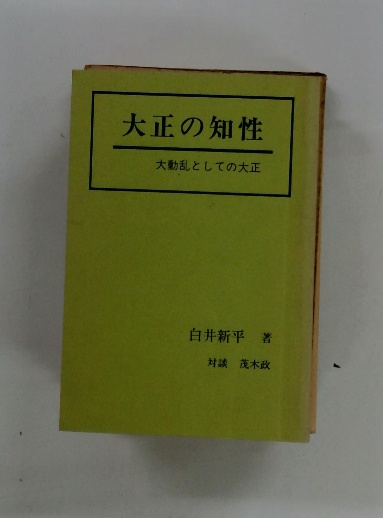 大正の知性
大動乱としての大正
白井新平 著
対談 茂木政